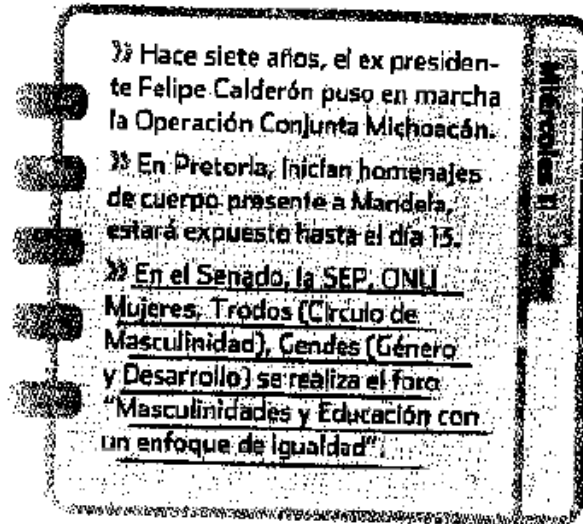 » Hace siete años, el ex presiden-
te Felipe Calderón puso en marcha
la Operación Conjunta Michoacán.
» En Pretoria, inician homenajes
de cuerpo presente a Mandela,
estará expuesto hasta el día 15.
» En el Senado, la SEP, ONU
Mujeres, Trodos (Círculo de
Masculinidad), Gendes (Género
y Desarrollo) se realiza el foro
"Masculinidades y Educación con
un enfoque de igualdad".
Miércoles 11